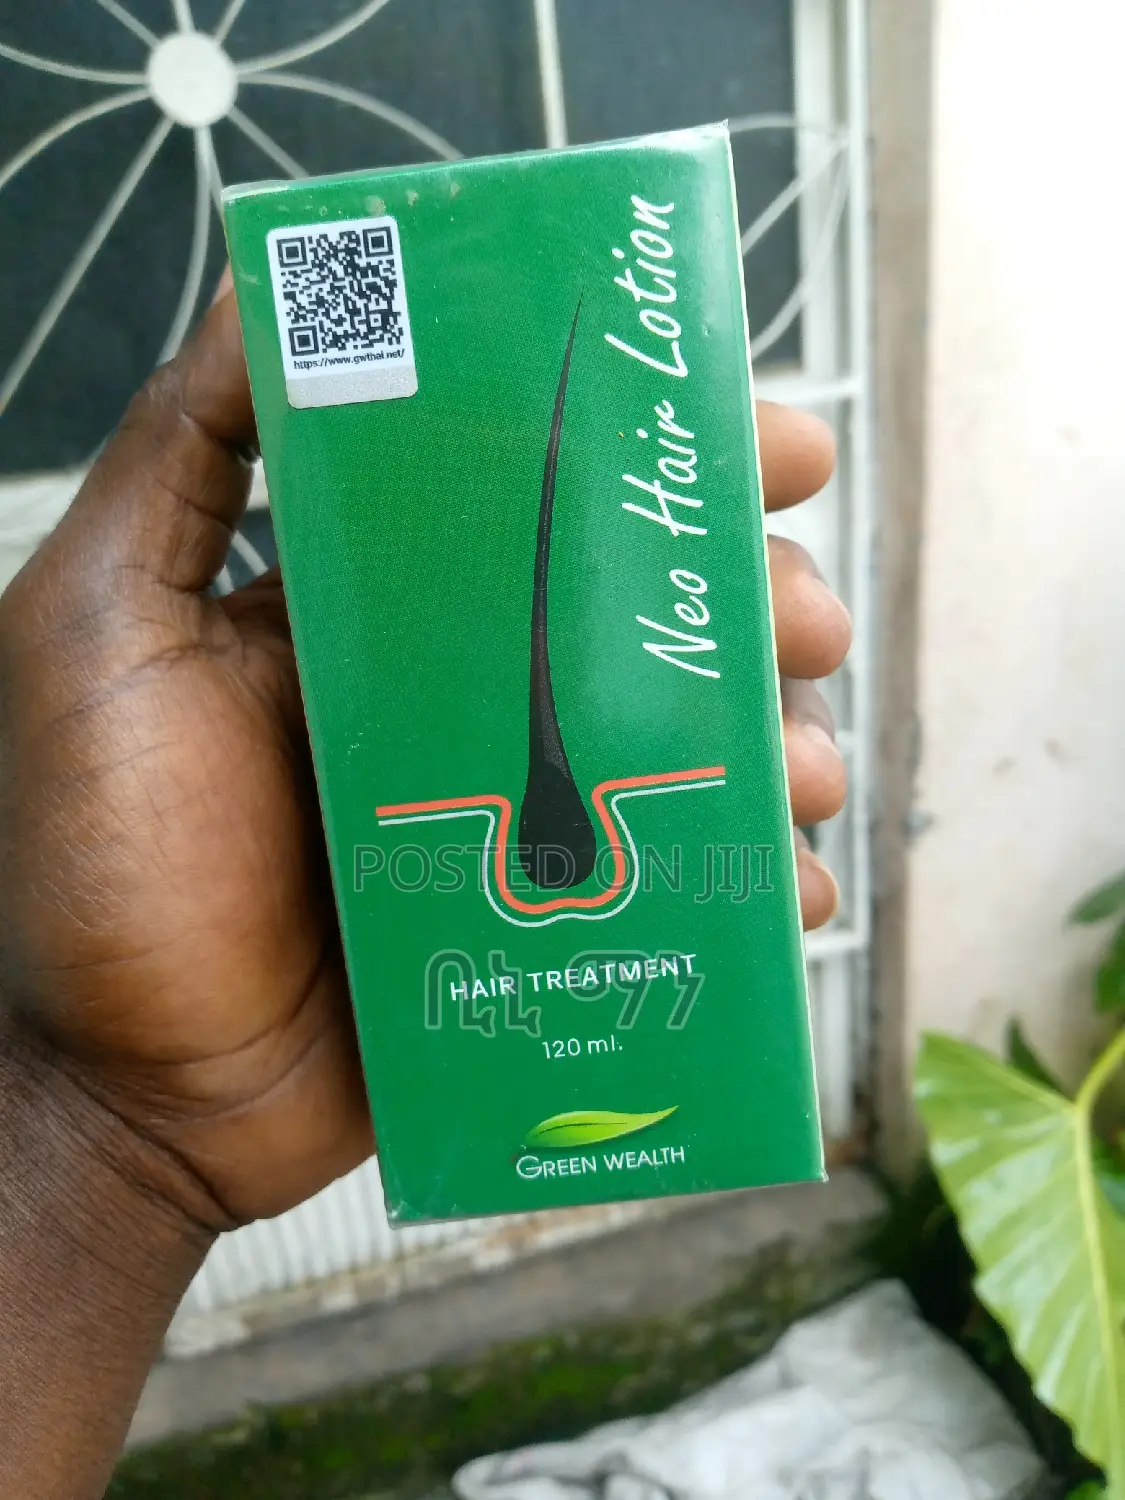 https://www.gwthai.net/
Neo Hair Lotion
POSTED ON JIJI
HAIR TREATMENT
120 ml.
GREEN WEALTH